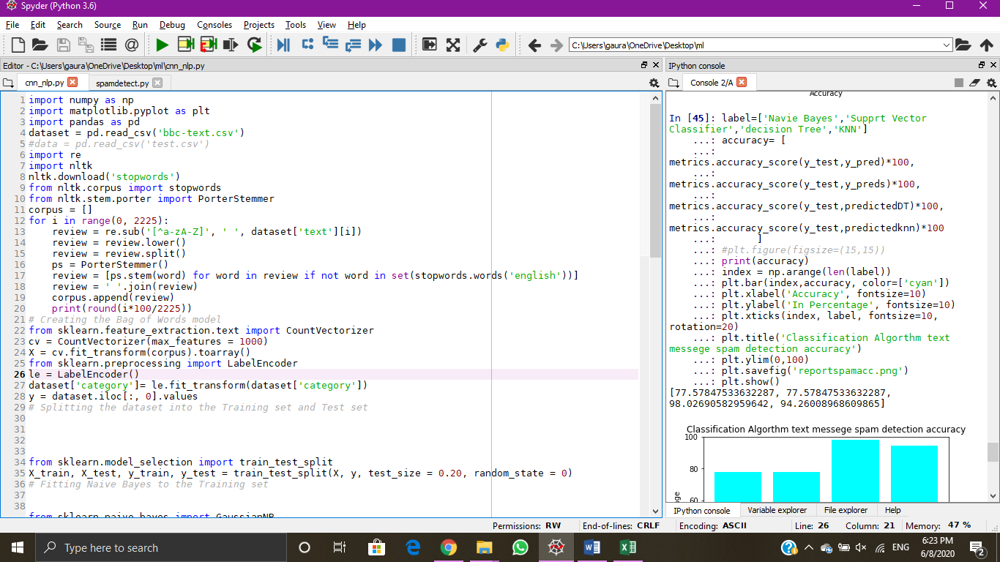 Spyder (Python 3.6)
File Edit Search Source Run Debug Consoles Projects Tools View Help
C:\Users\gaura\OneDrive\Desktop\ml
Editor - C:\Users\gaura\OneDrive\Desktop\ml\cnn_nlp.py
cnn_nlp.py spamdetect.py
1 import numpy as np
2 import matplotlib.pyplot as plt
3 import pandas as pd
4 dataset = pd.read_csv('bbc-text.csv')
5 #data = pd.read_csv('test.csv')
6 import re
7 import nltk
8 nltk.download('stopwords')
9 from nltk.corpus import stopwords
10 from nltk.stem.porter import PorterStemmer
11 corpus = []
12 for i in range(0, 2225):
13     review = re.sub('[^a-zA-Z]', ' ', dataset['text'][i])
14     review = review.lower()
15     review = review.split()
16     ps = PorterStemmer()
17     review = [ps.stem(word) for word in review if not word in set(stopwords.words('english'))]
18     review = ' '.join(review)
19     corpus.append(review)
20     print(round(i*100/2225))
21 # Creating the Bag of Words model
22 from sklearn.feature_extraction.text import CountVectorizer
23 cv = CountVectorizer(max_features = 1000)
24 X = cv.fit_transform(corpus).toarray()
25 from sklearn.preprocessing import LabelEncoder
26 le = LabelEncoder()
27 dataset['category']= le.fit_transform(dataset['category'])
28 y = dataset.iloc[:, 0].values
29 # Splitting the dataset into the Training set and Test set
30
31
32
33
34 from sklearn.model_selection import train_test_split
35 X_train, X_test, y_train, y_test = train_test_split(X, y, test_size = 0.20, random_state = 0)
36 # Fitting Naive Bayes to the Training set
37
38
from sklearn.naive_bayes import GaussianNB
IPython console
Console 2/A
Accuracy
In [45]: label=['Navie Bayes','Supprt Vector
Classifier','decision Tree','KNN']
...: accuracy= [
...:
metrics.accuracy_score(y_test,y_pred)*100,
...:
metrics.accuracy_score(y_test,y_preds)*100,
...:
metrics.accuracy_score(y_test,predictedDT)*100,
...:
metrics.accuracy_score(y_test,predictedknn)*100
...: ]
...: #plt.figure(figsize=(15,15))
...: print(accuracy)
...: index = np.arange(len(label))
...: plt.bar(index,accuracy, color=['cyan'])
...: plt.xlabel('Accuracy', fontsize=10)
...: plt.ylabel('In Percentage', fontsize=10)
...: plt.xticks(index, label, fontsize=10,
rotation=20)
...: plt.title('Classification Algorthm text
messege spam detection accuracy')
...: plt.ylim(0,100)
...: plt.savefig('reportspamacc.png')
...: plt.show()
[77.57847533632287, 77.57847533632287,
98.02690582959642, 94.26008968609865]
Classification Algorthm text messege spam detection accuracy
100
80
60
ge
IPython console Variable explorer File explorer Help
Permissions: RW End-of-lines: CRLF Encoding: ASCII Line: 26 Column: 21 Memory: 47 %
Type here to search
ENG
6:23 PM
6/8/2020
2